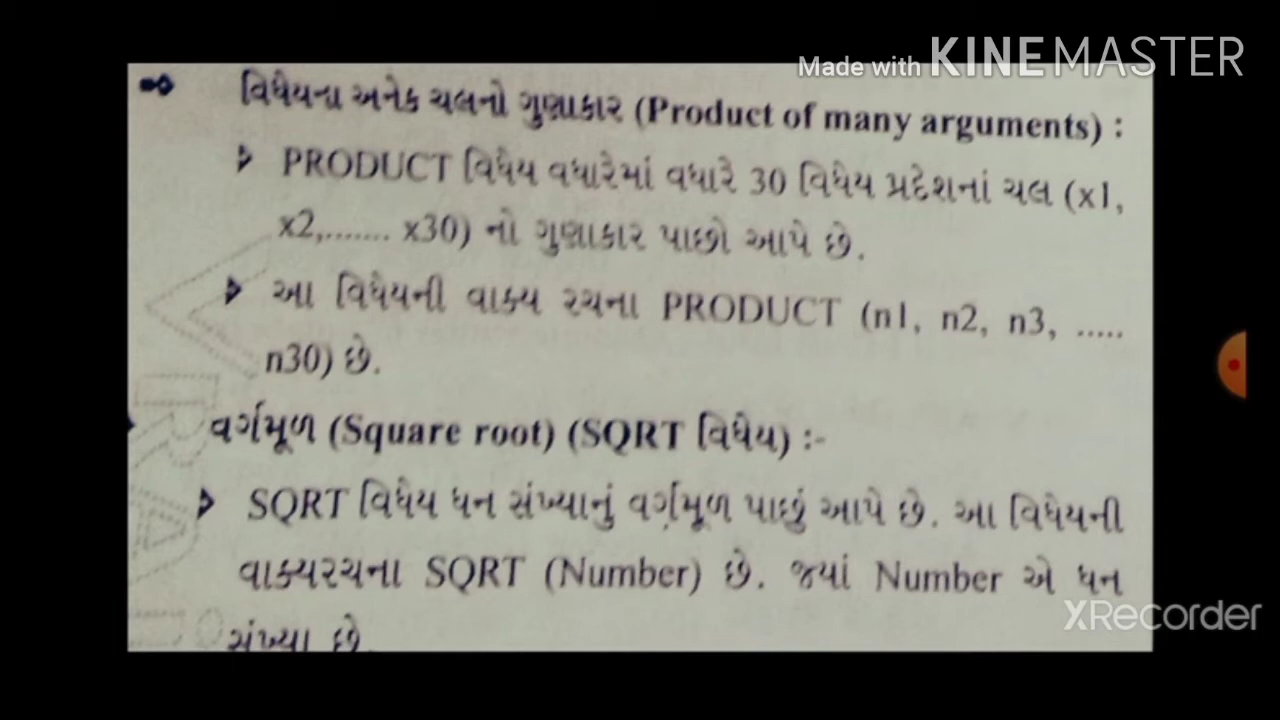 Made with KINEMASTER
વિધેયના અનેક ચલનો ગુણાકાર (Product of many arguments) :
PRODUCT વિધેય વધારેમાં વધારે 30 વિધેય પ્રદેશનાં ચલ (x1,
x2,....... x30) નો ગુણાકાર પાછો આપે છે.
આ વિધેયની વાક્ય રચના PRODUCT (n1, n2, n3, .....
n30) છે.
વર્ગમૂળ (Square root) (SQRT વિધેય) :-
SQRT વિધેય ધન સંખ્યાનું વર્ગમૂળ પાછું આપે છે. આ વિધેયની
વાક્યરચના SQRT (Number) છે. જ્યાં Number એ ધન
સંખ્યા છે.
XRecorder